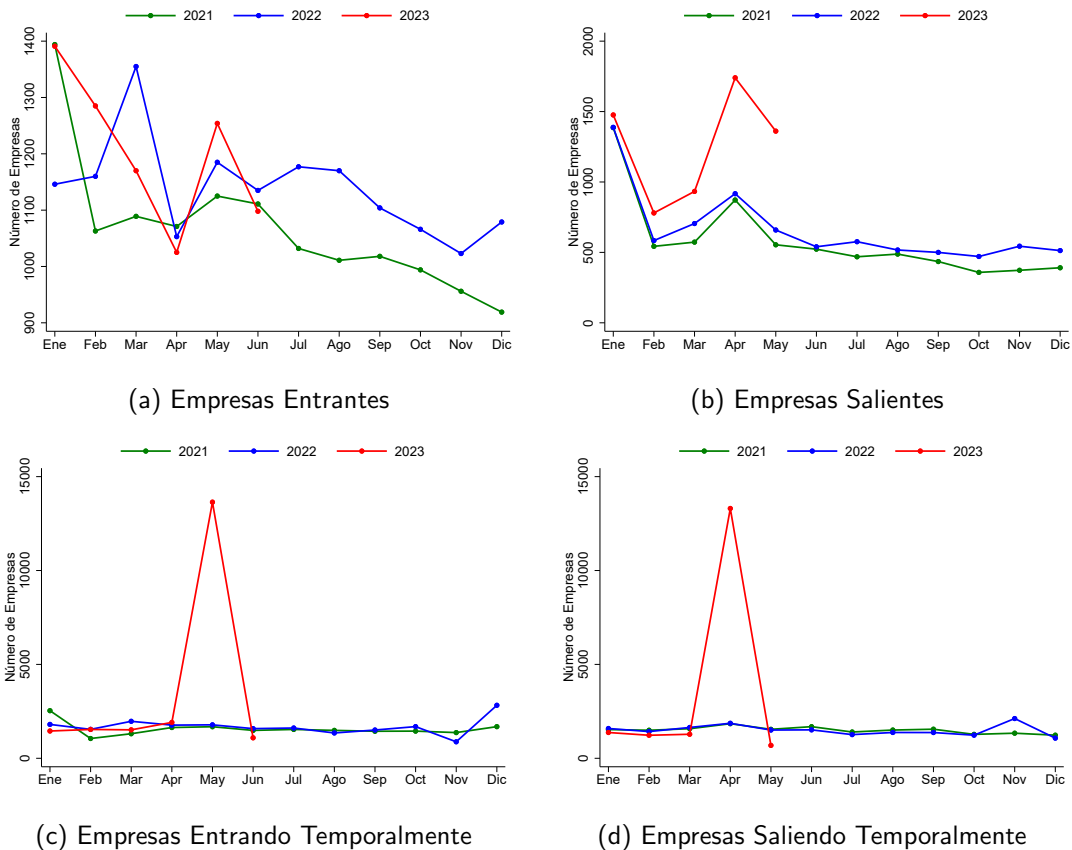 2021 2022 2023
Número de Empresas
900 1000 1100 1200 1300 1400
Ene Feb Mar Apr May Jun Jul Ago Sep Oct Nov Dic
(a) Empresas Entrantes
2021 2022 2023
Número de Empresas
0 500 1000 1500 2000
Ene Feb Mar Apr May Jun Jul Ago Sep Oct Nov Dic
(b) Empresas Salientes
2021 2022 2023
Número de Empresas
0 5000 10000 15000
Ene Feb Mar Apr May Jun Jul Ago Sep Oct Nov Dic
(c) Empresas Entrando Temporalmente
2021 2022 2023
Número de Empresas
0 5000 10000 15000
Ene Feb Mar Apr May Jun Jul Ago Sep Oct Nov Dic
(d) Empresas Saliendo Temporalmente